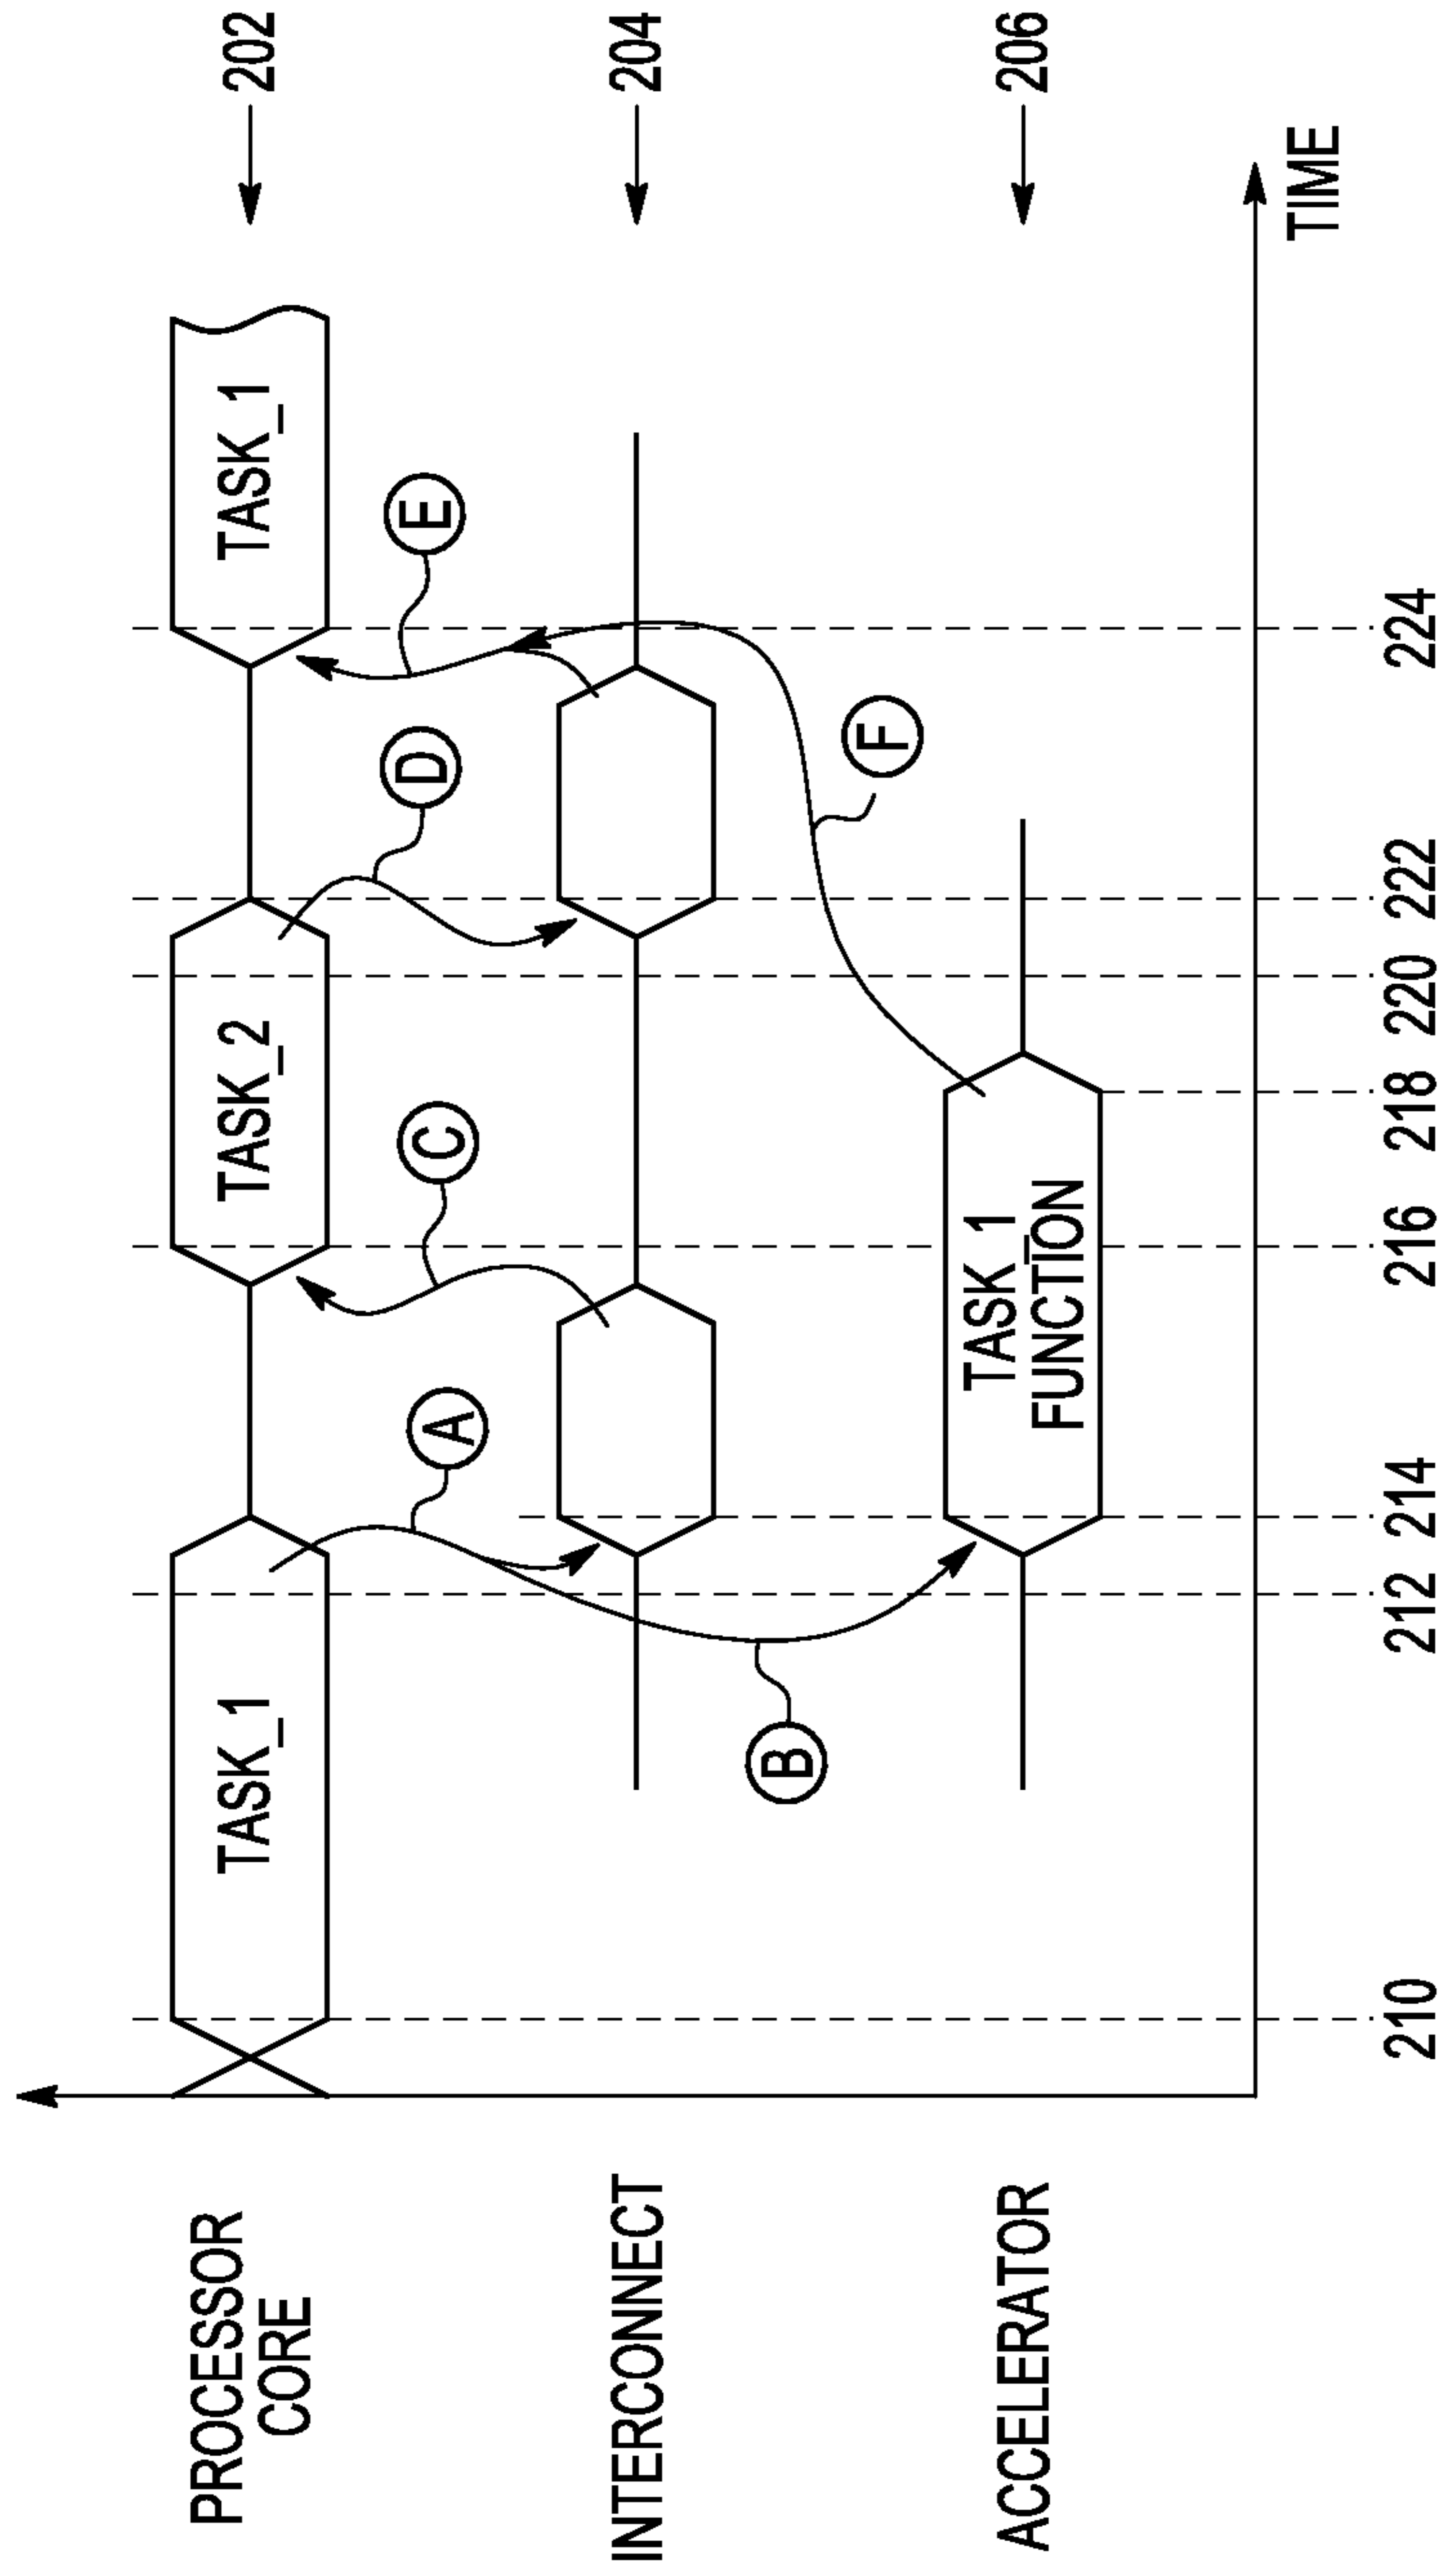 PROCESSOR
CORE
TASK_1
TASK_2
TASK_1
202
A
C
D
E
INTERCONNECT
204
B
F
ACCELERATOR
TASK_1
FUNCTION
206
TIME
210
212
214
216
218
220
222
224